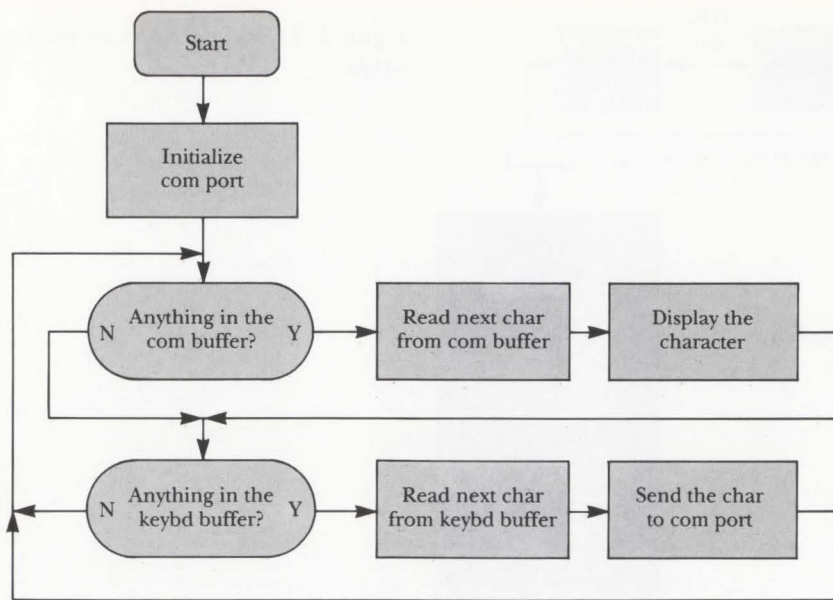 Start
Initialize
com port
N
Anything in the
com buffer?
Y
Read next char
from com buffer
Display the
character
N
Anything in the
keybd buffer?
Y
Read next char
from keybd buffer
Send the char
to com port